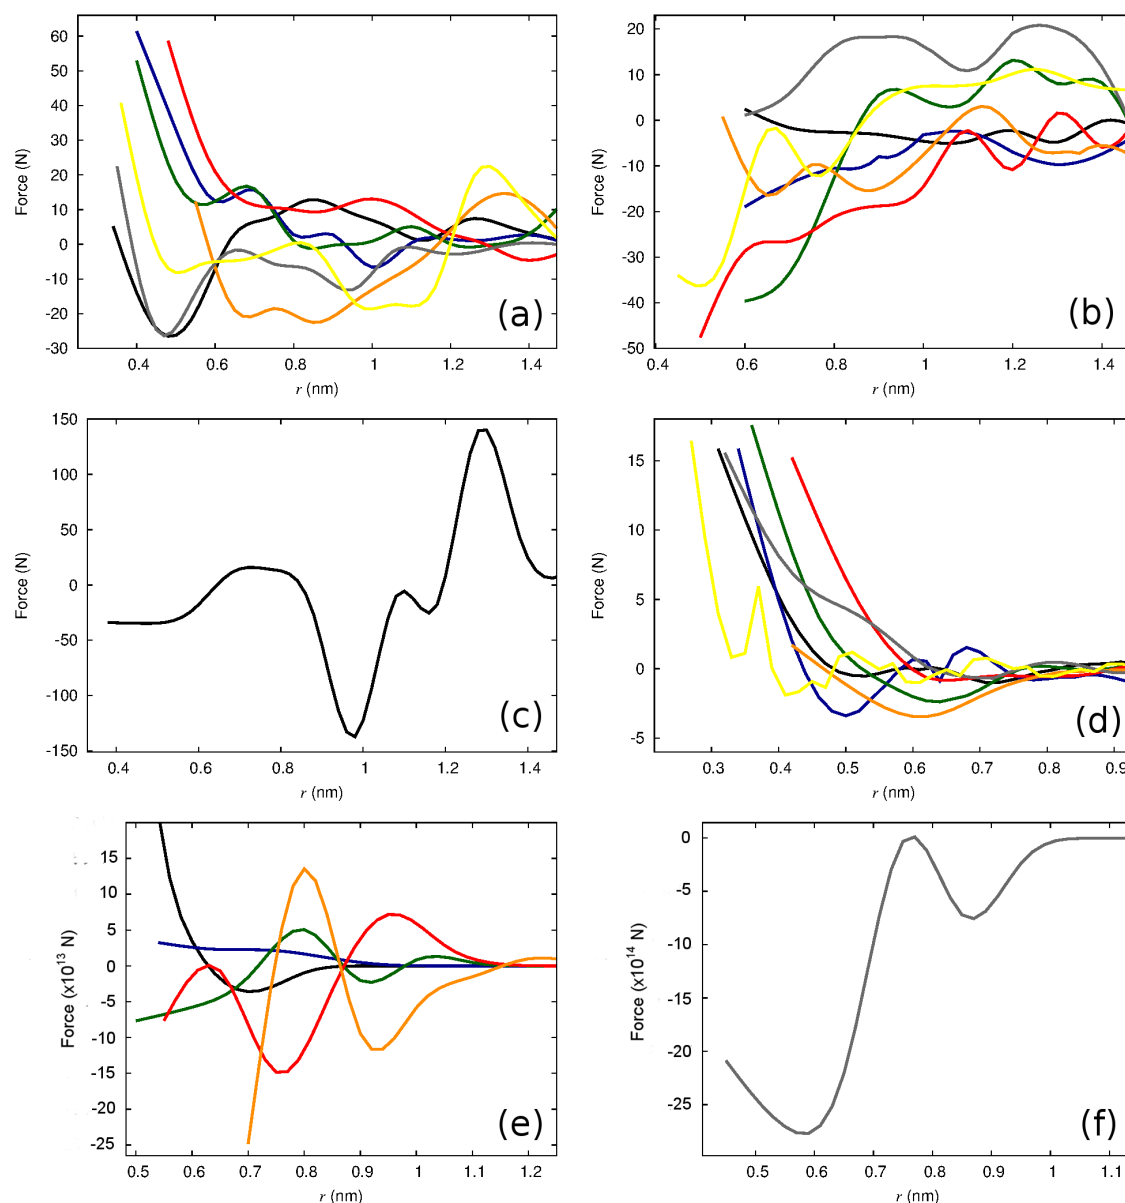 60
50
40
30
20
10
0
-10
-20
-30
Force (N)
0.4 0.6 0.8 1 1.2 1.4
r (nm)
(a)
20
10
0
-10
-20
-30
-40
-50
Force (N)
0.4 0.6 0.8 1 1.2 1.4
r (nm)
(b)
150
100
50
0
-50
-100
-150
Force (N)
0.4 0.6 0.8 1 1.2 1.4
r (nm)
(c)
15
10
5
0
-5
Force (N)
0.3 0.4 0.5 0.6 0.7 0.8 0.9
r (nm)
(d)
15
10
5
0
-5
-10
-15
-20
-25
Force (x10¹³ N)
0.5 0.6 0.7 0.8 0.9 1 1.1 1.2
r (nm)
(e)
0
-5
-10
-15
-20
-25
Force (x10¹⁴ N)
0.5 0.6 0.7 0.8 0.9 1 1.1
r (nm)
(f)